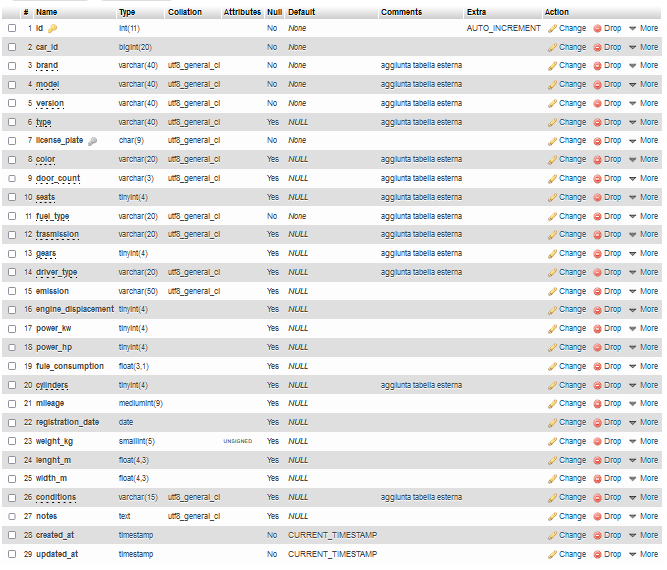 # Name Type Collation Attributes Null Default Comments Extra Action
1 id int(11) No None AUTO_INCREMENT Change Drop More
2 car_id bigint(20) No None Change Drop More
3 brand varchar(40) utf8_general_ci No None aggiunta tabella esterna Change Drop More
4 model varchar(40) utf8_general_ci No None aggiunta tabella esterna Change Drop More
5 version varchar(40) utf8_general_ci No None aggiunta tabella esterna Change Drop More
6 type varchar(40) utf8_general_ci Yes NULL aggiunta tabella esterna Change Drop More
7 license_plate char(9) utf8_general_ci No None Change Drop More
8 color varchar(20) utf8_general_ci Yes NULL aggiunta tabella esterna Change Drop More
9 door_count varchar(3) utf8_general_ci Yes NULL aggiunta tabella esterna Change Drop More
10 seats tinyint(4) Yes NULL aggiunta tabella esterna Change Drop More
11 fuel_type varchar(20) utf8_general_ci No None aggiunta tabella esterna Change Drop More
12 trasmission varchar(20) utf8_general_ci Yes NULL aggiunta tabella esterna Change Drop More
13 gears tinyint(4) Yes NULL aggiunta tabella esterna Change Drop More
14 driver_type varchar(20) utf8_general_ci Yes NULL aggiunta tabella esterna Change Drop More
15 emission varchar(50) utf8_general_ci Yes NULL Change Drop More
16 engine_displacement tinyint(4) Yes NULL Change Drop More
17 power_kw tinyint(4) Yes NULL Change Drop More
18 power_hp tinyint(4) Yes NULL Change Drop More
19 fule_consumption float(3,1) Yes NULL Change Drop More
20 cylinders tinyint(4) Yes NULL aggiunta tabella esterna Change Drop More
21 mileage mediumint(9) Yes NULL Change Drop More
22 registration_date date Yes NULL Change Drop More
23 weight_kg smallint(5) UNSIGNED Yes NULL Change Drop More
24 lenght_m float(4,3) Yes NULL Change Drop More
25 width_m float(4,3) Yes NULL Change Drop More
26 conditions varchar(15) utf8_general_ci Yes NULL aggiunta tabella esterna Change Drop More
27 notes text utf8_general_ci Yes NULL Change Drop More
28 created_at timestamp No CURRENT_TIMESTAMP Change Drop More
29 updated_at timestamp No CURRENT_TIMESTAMP Change Drop More